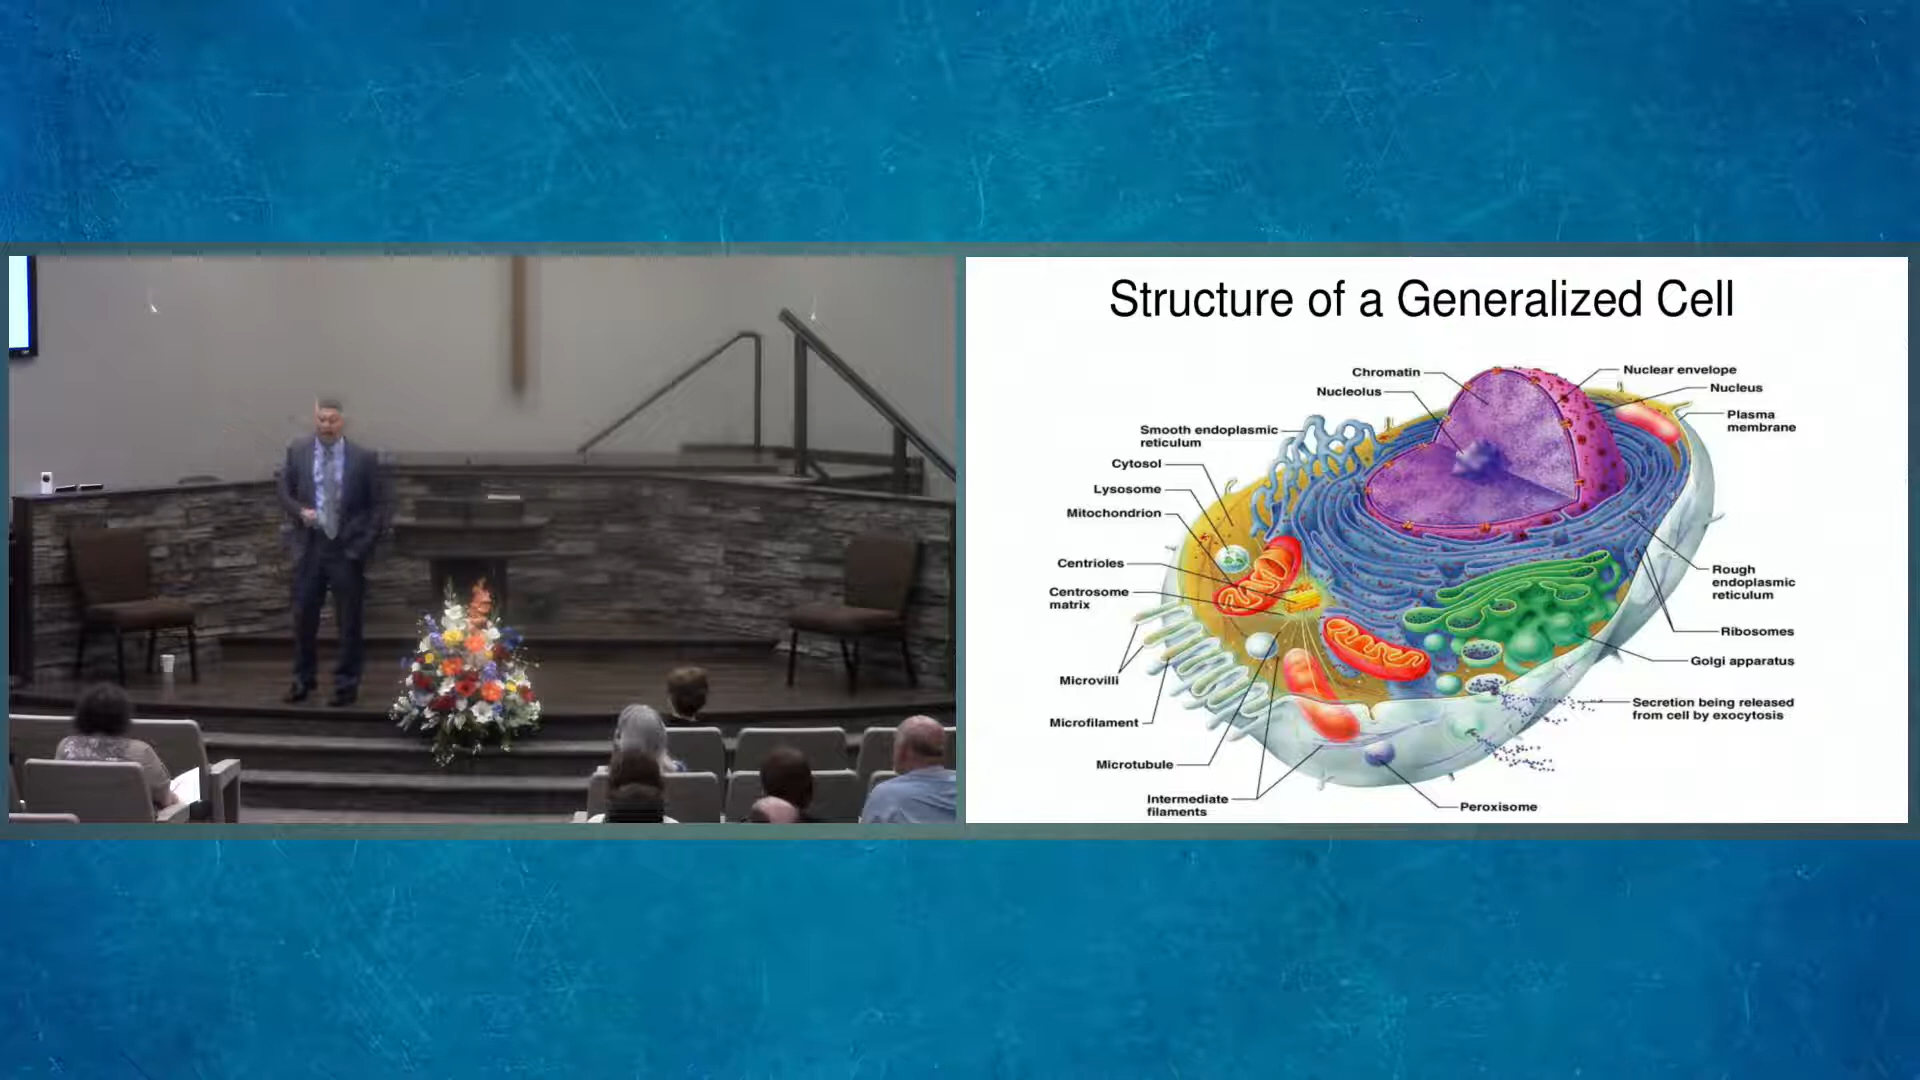 Structure of a Generalized Cell
Chromatin
Nuclear envelope
Nucleolus
Nucleus
Plasma
membrane
Smooth endoplasmic
reticulum
Cytosol
Lysosome
Mitochondrion
Centrioles
Centrosome
matrix
Rough
endoplasmic
reticulum
Ribosomes
Golgi apparatus
Microvilli
Secretion being released
from cell by exocytosis
Microfilament
Microtubule
Intermediate
filaments
Peroxisome